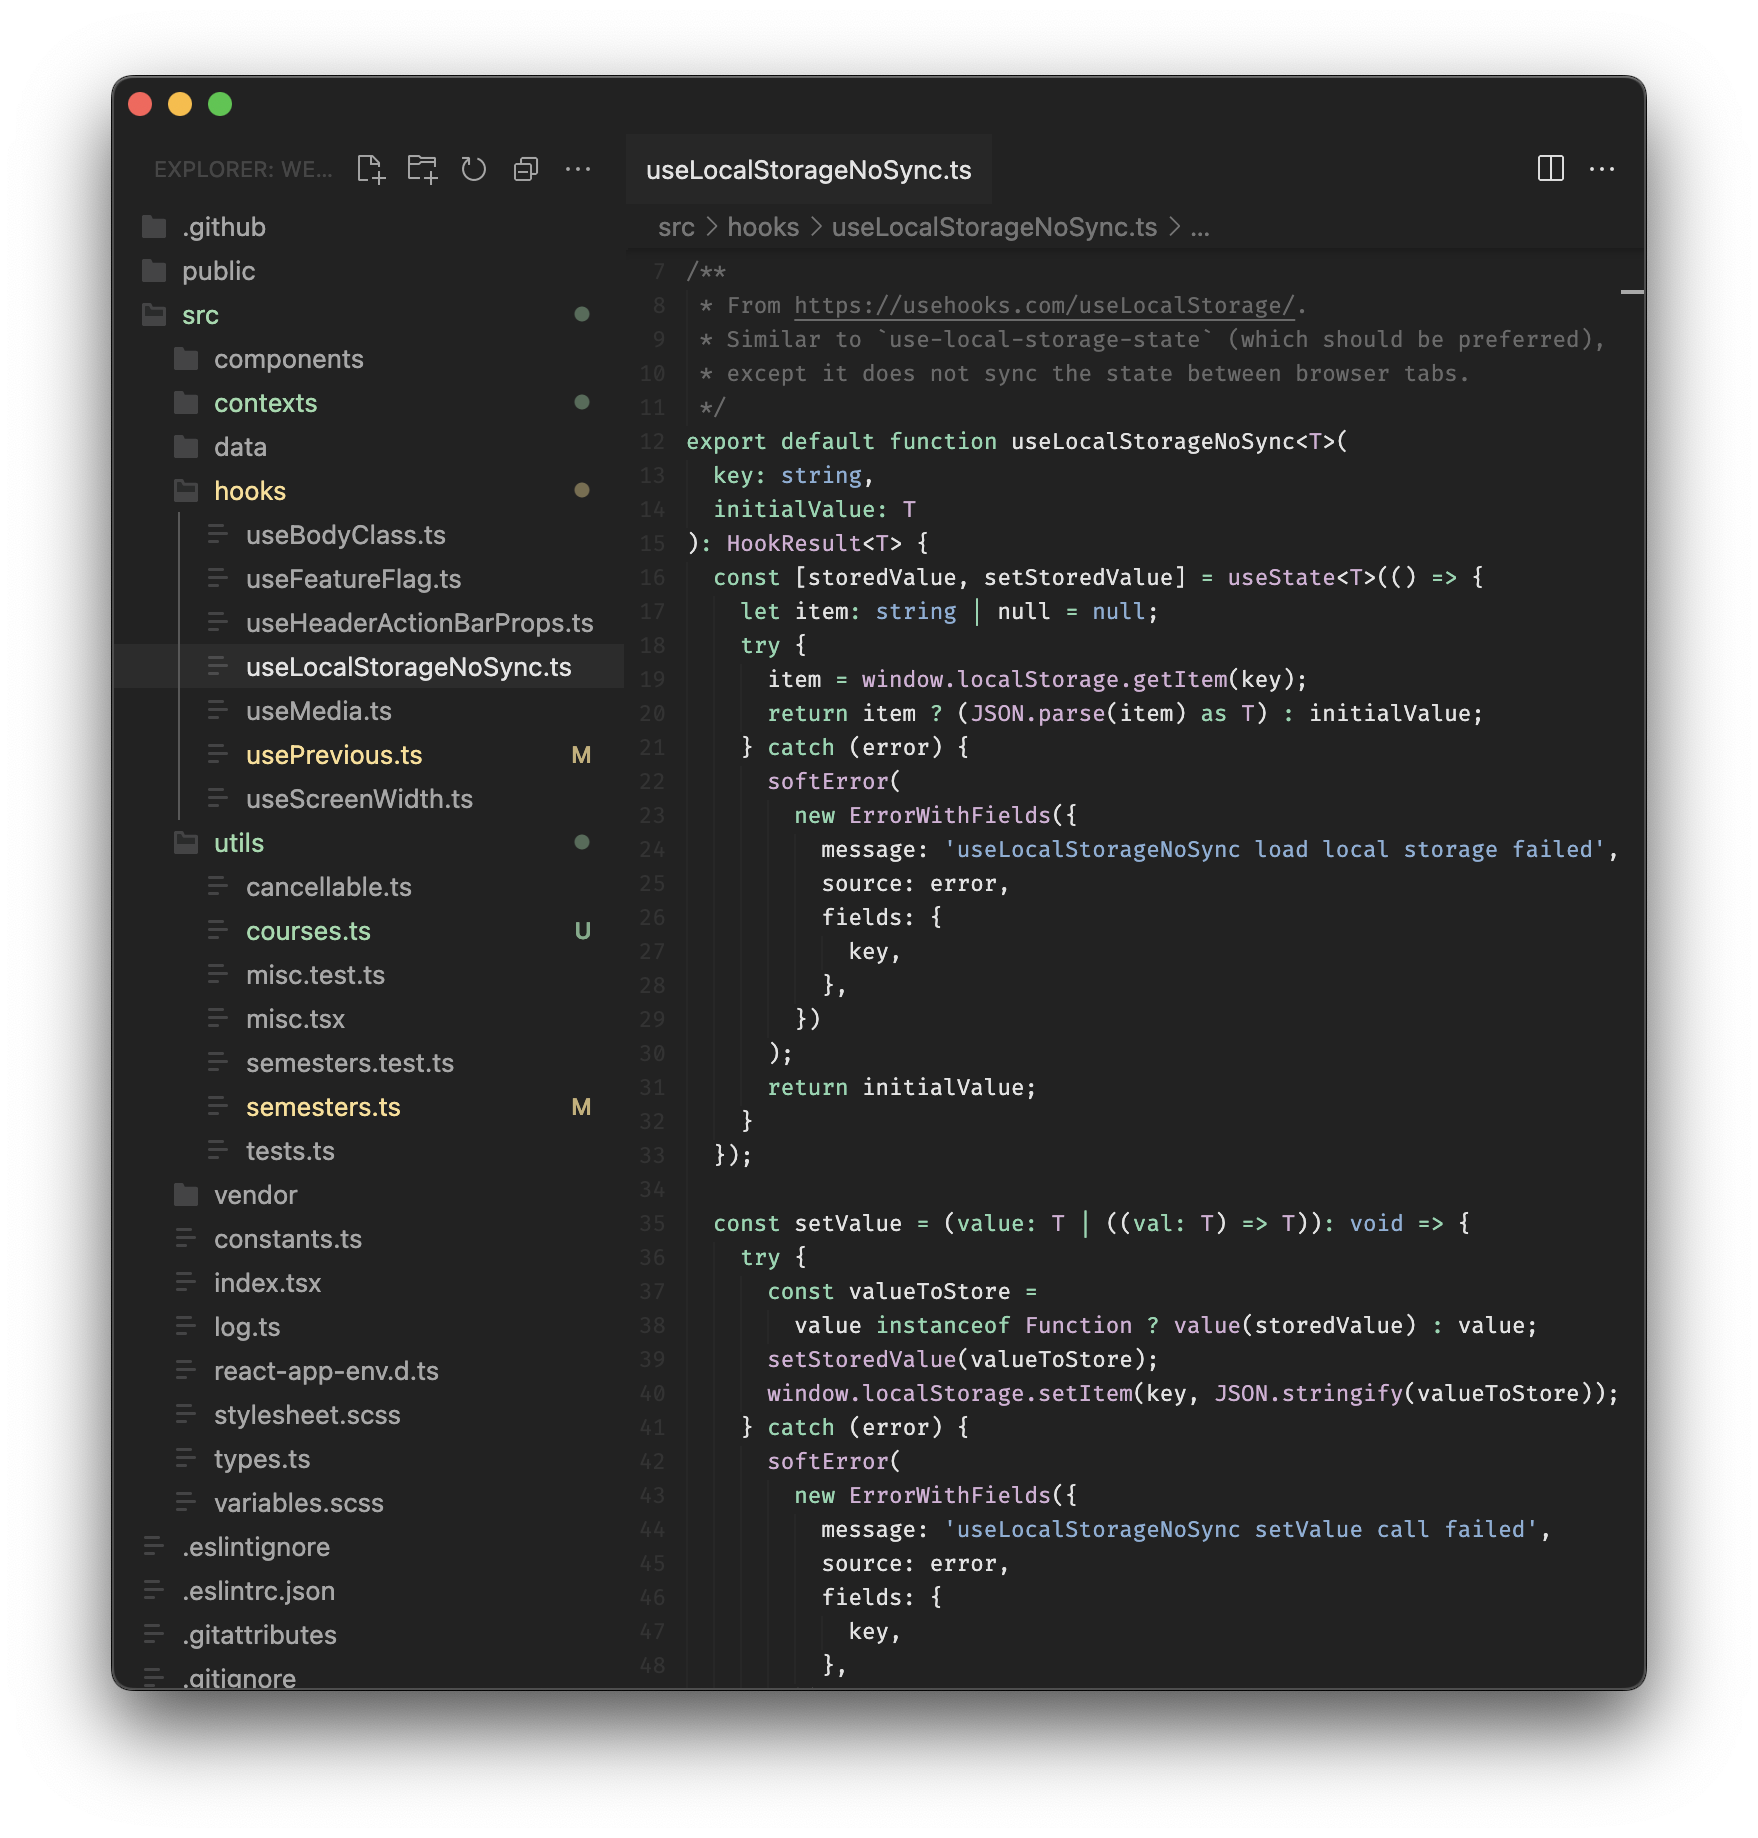 EXPLORER: WE...
.github
public
src
components
contexts
data
hooks
useBodyClass.ts
useFeatureFlag.ts
useHeaderActionBarProps.ts
useLocalStorageNoSync.ts
useMedia.ts
usePrevious.ts M
useScreenWidth.ts
utils
cancellable.ts
courses.ts U
misc.test.ts
misc.tsx
semesters.test.ts
semesters.ts M
tests.ts
vendor
constants.ts
index.tsx
log.ts
react-app-env.d.ts
stylesheet.scss
types.ts
variables.scss
.eslintignore
.eslintrc.json
.gitattributes
.gitignore
useLocalStorageNoSync.ts
src > hooks > useLocalStorageNoSync.ts > ...
7 /**
8  * From https://usehooks.com/useLocalStorage/.
9  * Similar to `use-local-storage-state` (which should be preferred),
10  * except it does not sync the state between browser tabs.
11  */
12 export default function useLocalStorageNoSync<T>(
13   key: string,
14   initialValue: T
15 ): HookResult<T> {
16   const [storedValue, setStoredValue] = useState<T>(() => {
17     let item: string | null = null;
18     try {
19       item = window.localStorage.getItem(key);
20       return item ? (JSON.parse(item) as T) : initialValue;
21     } catch (error) {
22       softError(
23         new ErrorWithFields({
24           message: 'useLocalStorageNoSync load local storage failed',
25           source: error,
26           fields: {
27             key,
28           },
29         })
30       );
31       return initialValue;
32     }
33   });
34
35   const setValue = (value: T | ((val: T) => T)): void => {
36     try {
37       const valueToStore =
38         value instanceof Function ? value(storedValue) : value;
39       setStoredValue(valueToStore);
40       window.localStorage.setItem(key, JSON.stringify(valueToStore));
41     } catch (error) {
42       softError(
43         new ErrorWithFields({
44           message: 'useLocalStorageNoSync setValue call failed',
45           source: error,
46           fields: {
47             key,
48           },